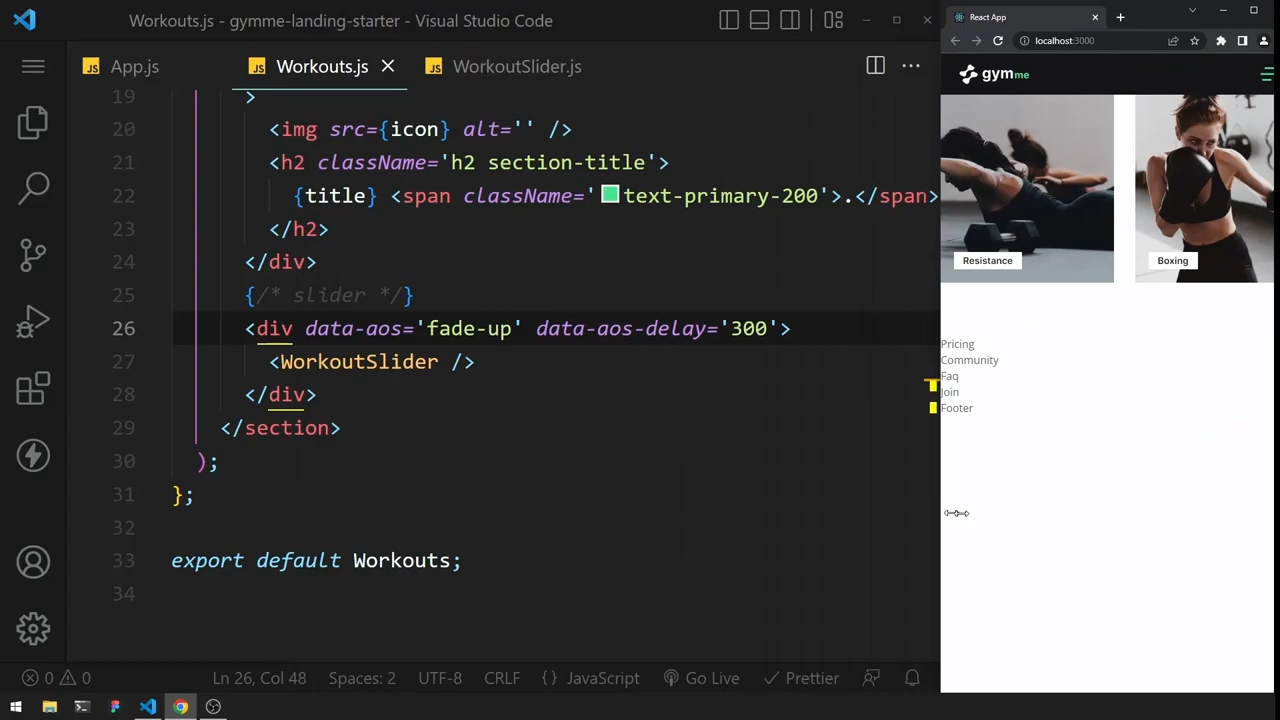 Workouts.js - gymme-landing-starter - Visual Studio Code
App.js
Workouts.js
WorkoutSlider.js
19 >
20 <img src={icon} alt='' />
21 <h2 className='h2 section-title'>
22 {title} <span className='text-primary-200'>.</span>
23 </h2>
24 </div>
25 {/* slider */}
26 <div data-aos='fade-up' data-aos-delay='300'>
27 <WorkoutSlider />
28 </div>
29 </section>
30 );
31 };
32
33 export default Workouts;
34
0 0 Ln 26, Col 48 Spaces: 2 UTF-8 CRLF {} JavaScript Go Live Prettier
React App
localhost:3000
gymme
Resistance
Boxing
Pricing
Community
Faq
Join
Footer